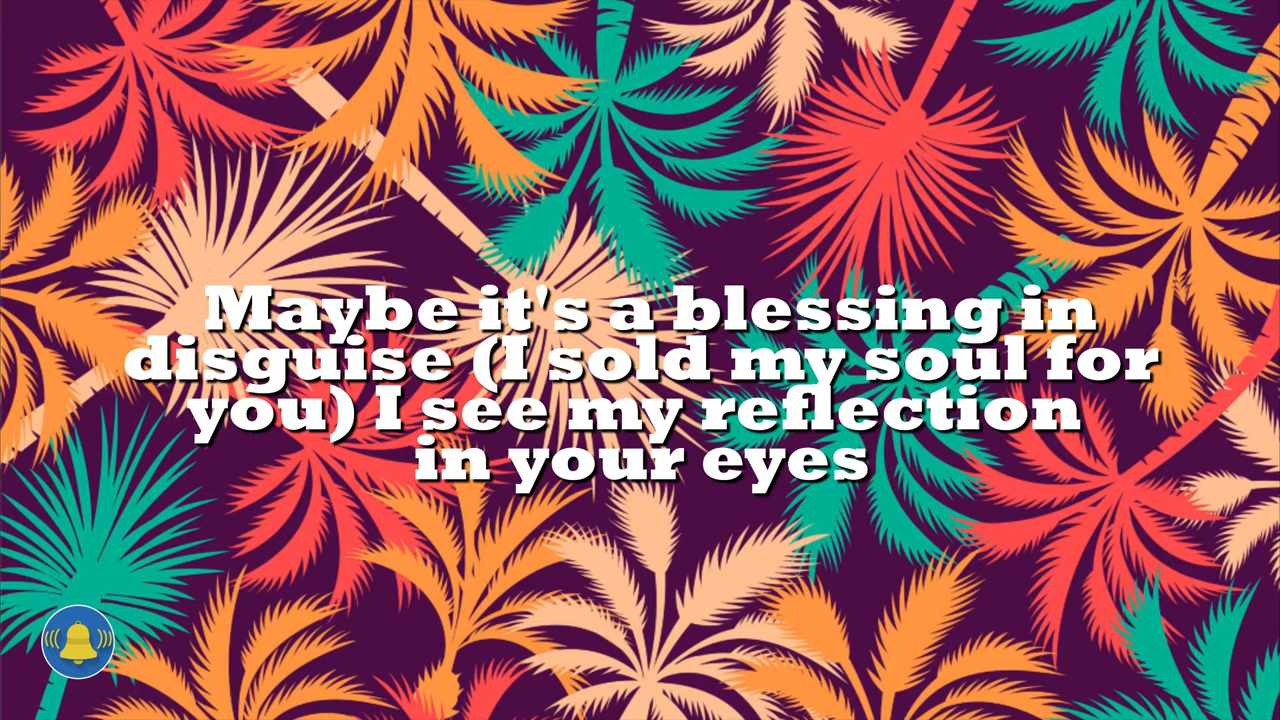 Maybe it's a blessing in
disguise (I sold my soul for
you) I see my reflection
in your eyes